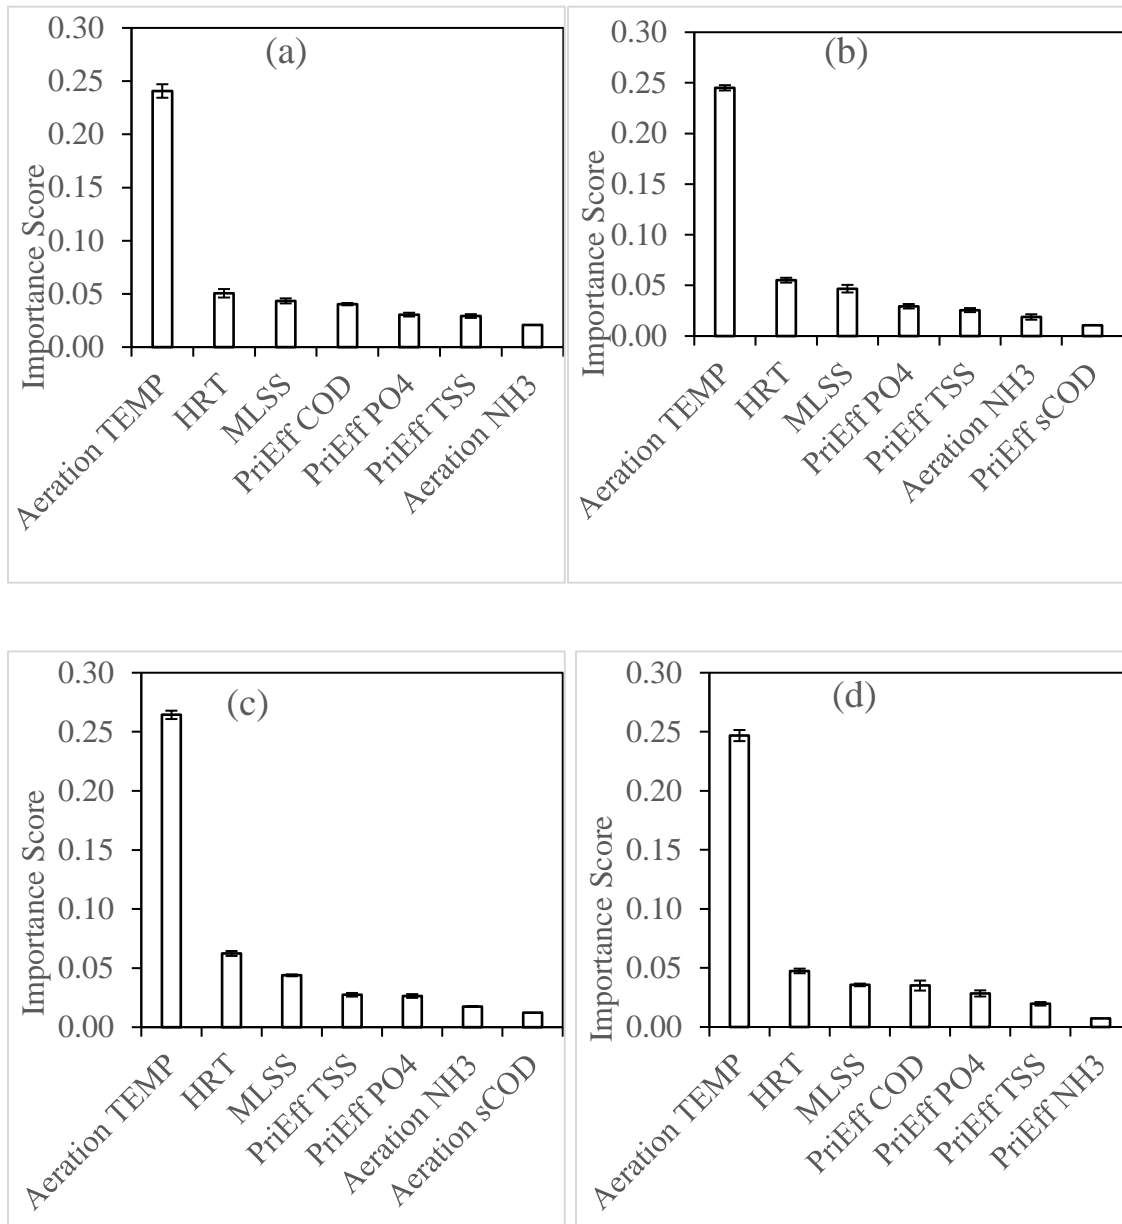 (a)
Importance Score
0.30
0.25
0.20
0.15
0.10
0.05
0.00
Aeration TEMP
HRT
MLSS
PriEff COD
PriEff PO4
PriEff TSS
Aeration NH3
(b)
Importance Score
0.30
0.25
0.20
0.15
0.10
0.05
0.00
Aeration TEMP
HRT
MLSS
PriEff PO4
PriEff TSS
Aeration NH3
PriEff sCOD
(c)
Importance Score
0.30
0.25
0.20
0.15
0.10
0.05
0.00
Aeration TEMP
HRT
MLSS
PriEff TSS
PriEff PO4
Aeration NH3
Aeration sCOD
(d)
Importance Score
0.30
0.25
0.20
0.15
0.10
0.05
0.00
Aeration TEMP
HRT
MLSS
PriEff COD
PriEff PO4
PriEff TSS
PriEff NH3